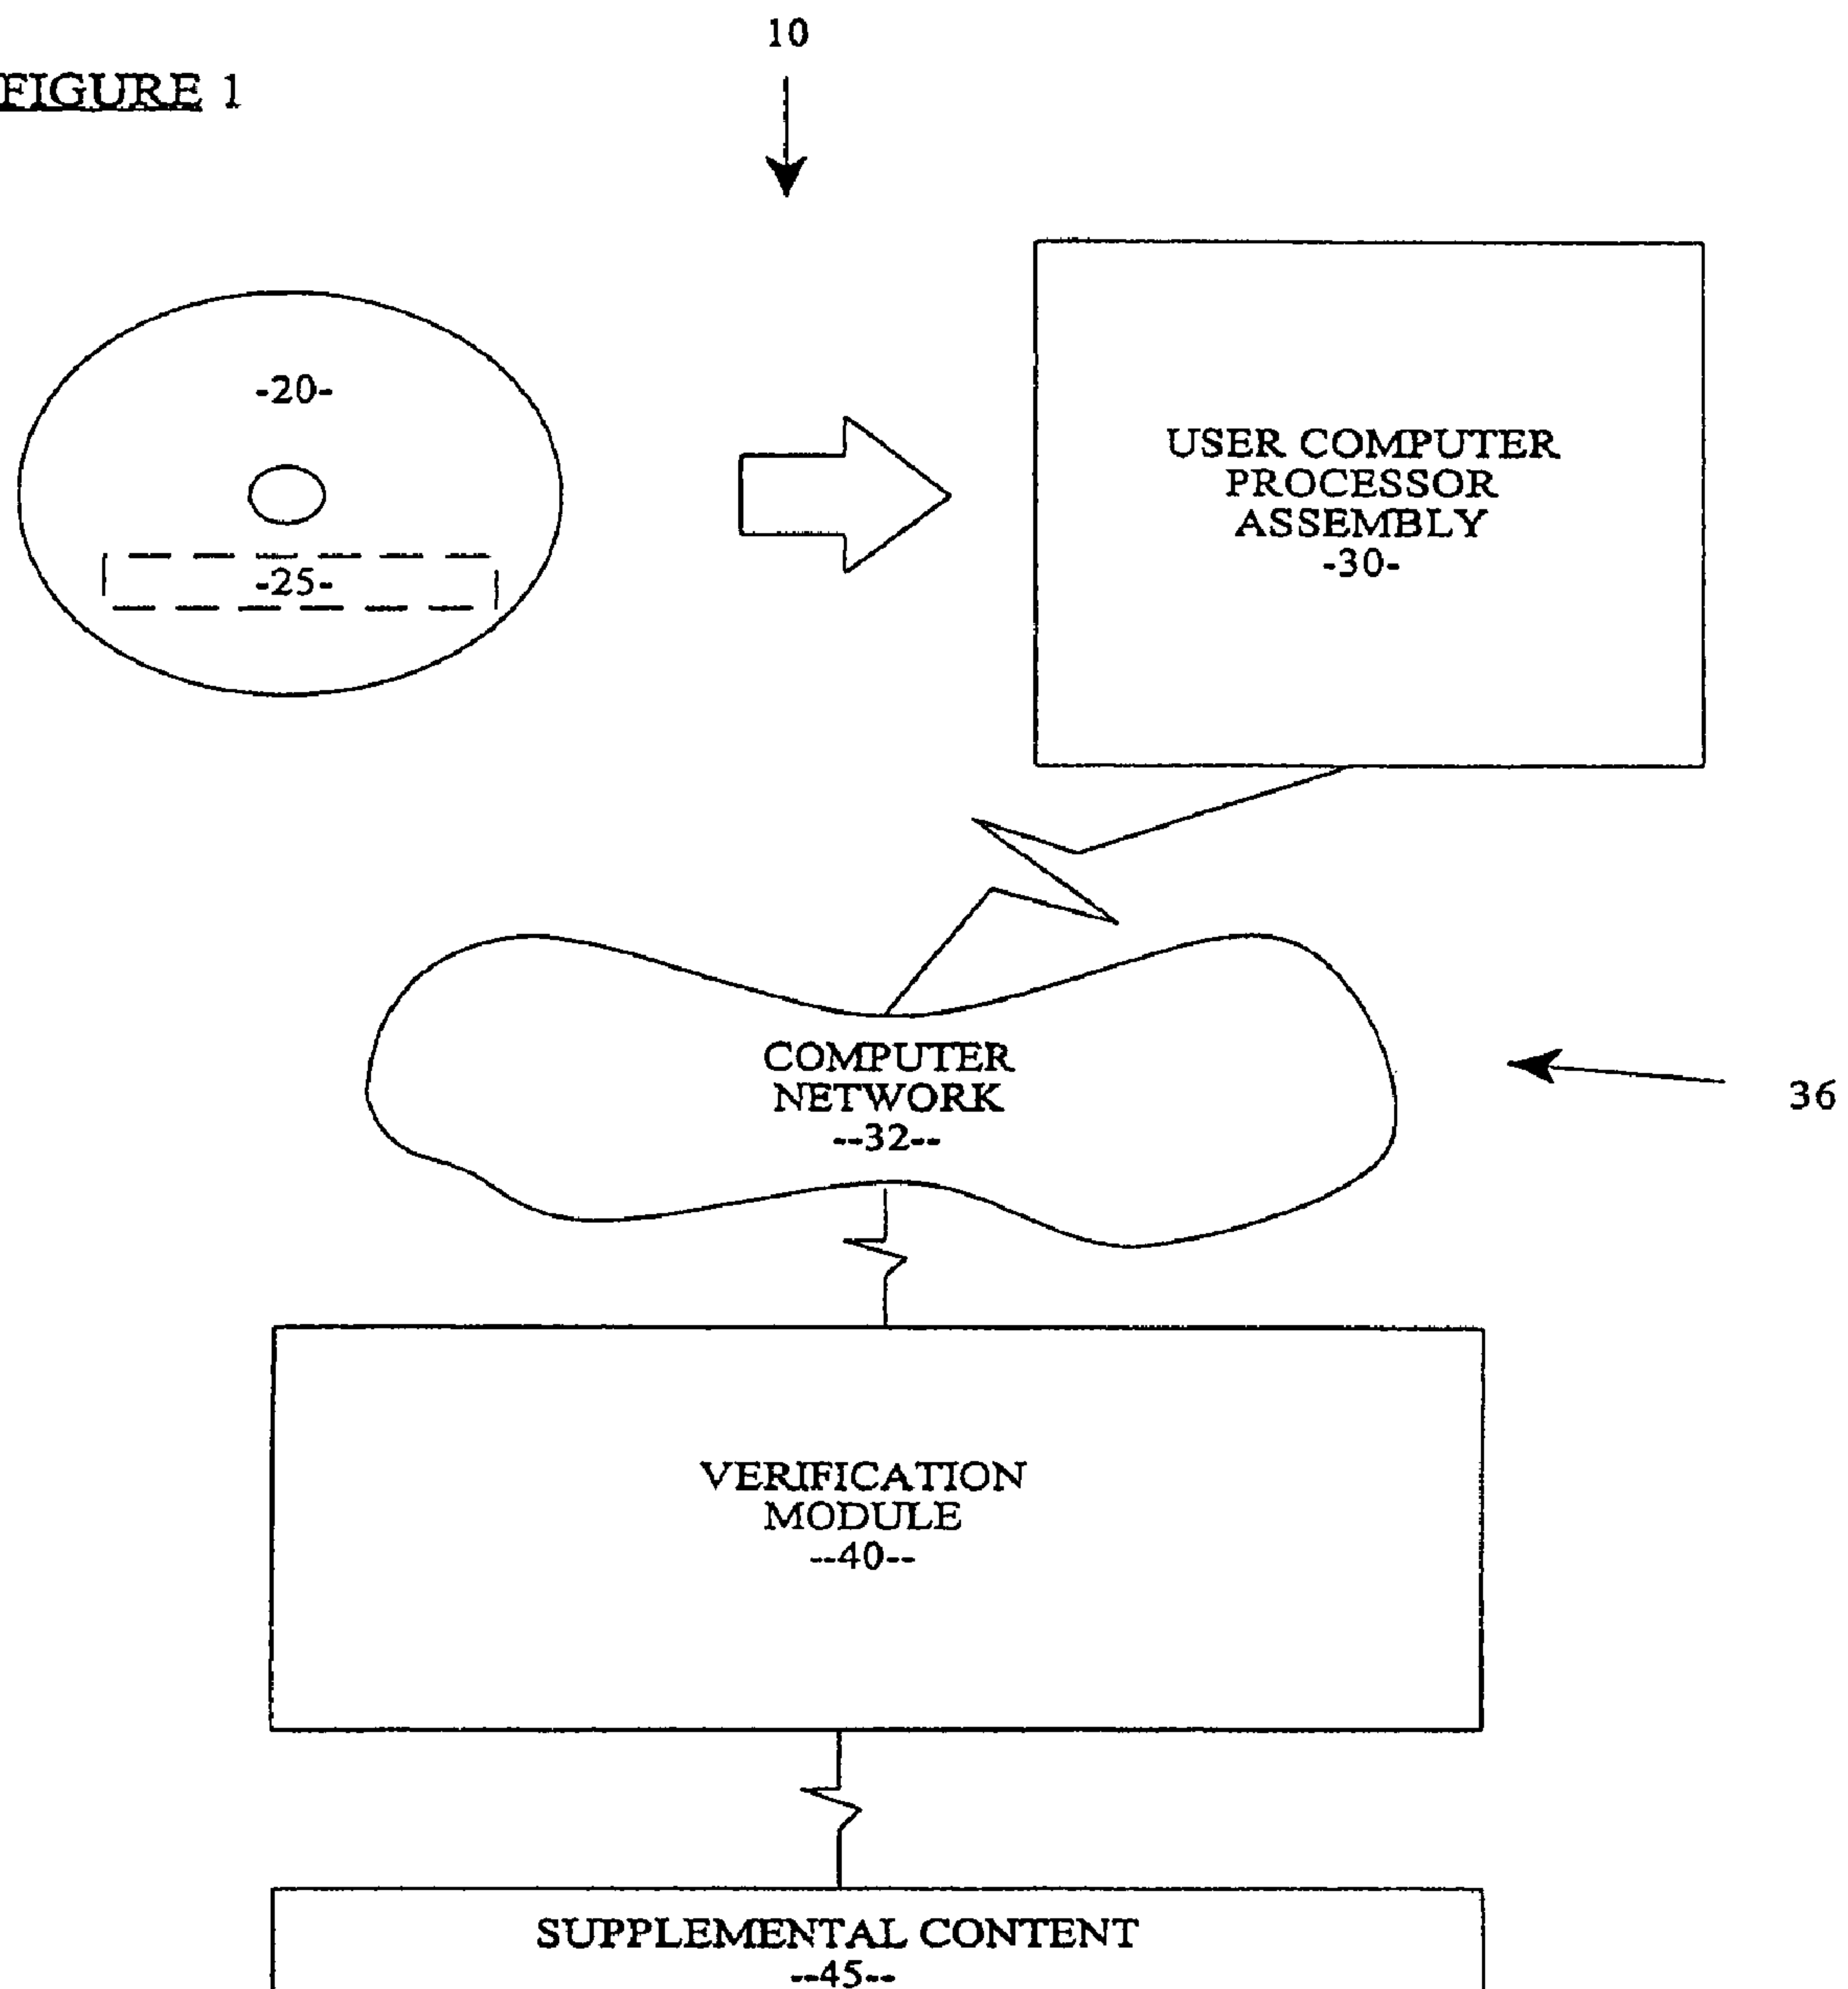 10
FIGURE 1
-20-
-25-
USER COMPUTER
PROCESSOR
ASSEMBLY
-30-
COMPUTER
NETWORK
--32--
36
VERIFICATION
MODULE
--40--
SUPPLEMENTAL CONTENT
--45--